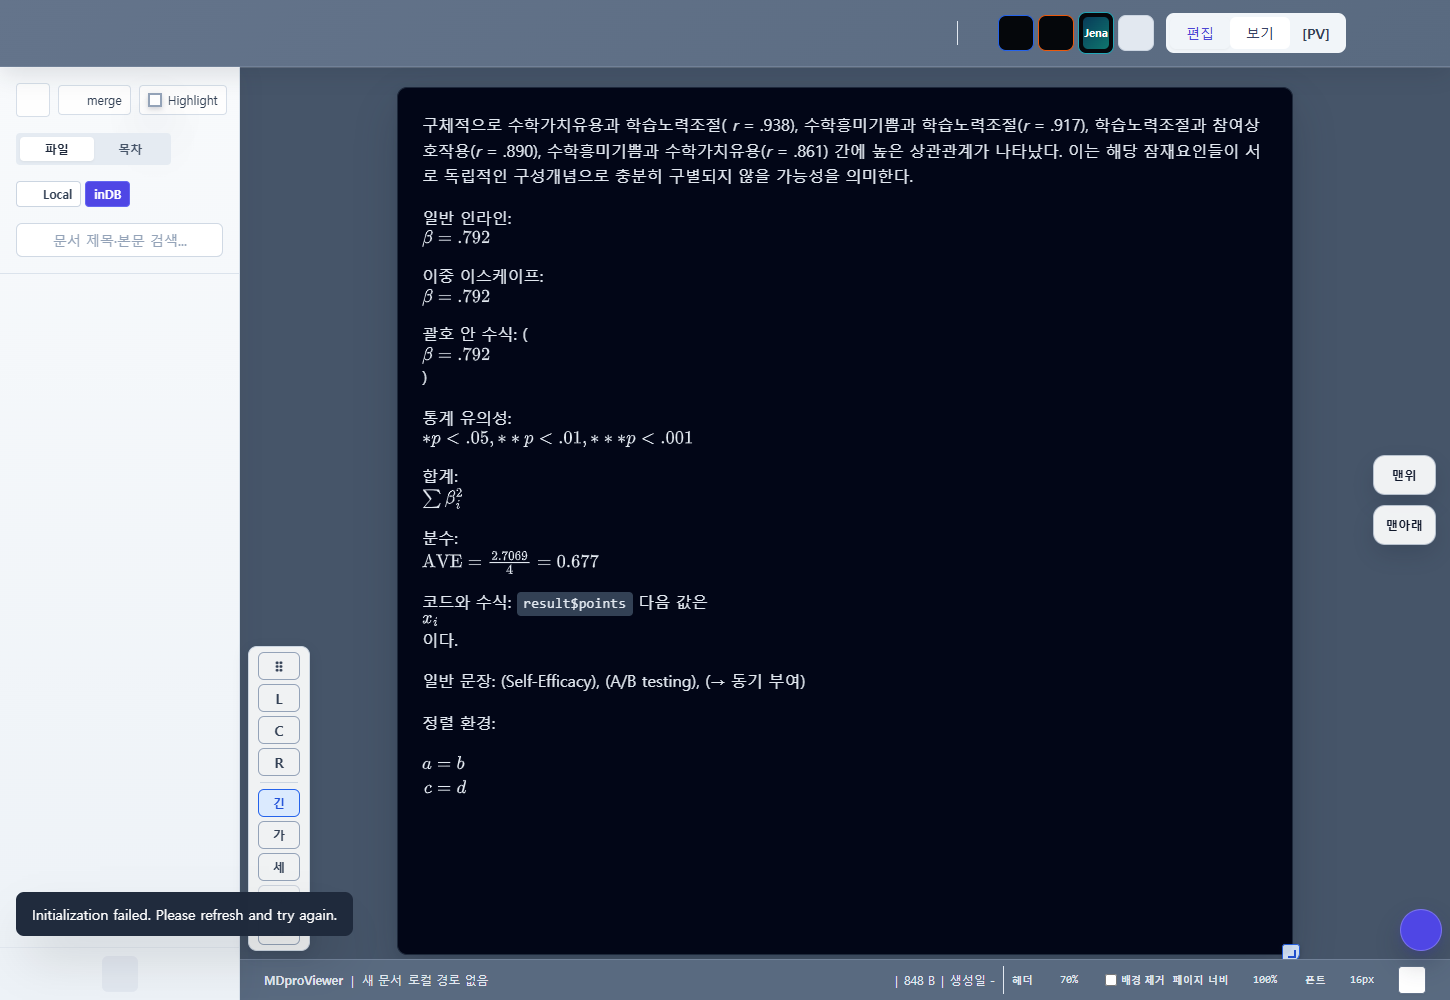 Jena
편집
보기
[PV]
merge
Highlight
파일
목차
Local
inDB
문서 제목·본문 검색...
구체적으로 수학가치유용과 학습노력조절( r = .938), 수학흥미기쁨과 학습노력조절(r = .917), 학습노력조절과 참여상
호작용(r = .890), 수학흥미기쁨과 수학가치유용(r = .861) 간에 높은 상관관계가 나타났다. 이는 해당 잠재요인들이 서
로 독립적인 구성개념으로 충분히 구별되지 않을 가능성을 의미한다.
일반 인라인:
β = .792
이중 이스케이프:
β = .792
괄호 안 수식: (
β = .792
)
통계 유의성:
∗p < .05, ∗ ∗ p < .01, ∗ ∗ ∗p < .001
합계:
∑ β_i^2
분수:
AVE = 2.7069/4 = 0.677
코드와 수식: result$points 다음 값은
x_i
이다.
일반 문장: (Self-Efficacy), (A/B testing), (→ 동기 부여)
정렬 환경:
a = b
c = d
맨위
맨아래
L
C
R
긴
가
세
Initialization failed. Please refresh and try again.
MDproViewer | 새 문서 로컬 경로 없음
| 848 B | 생성일 -
헤더
70%
배경 제거
페이지 너비
100%
폰트
16px